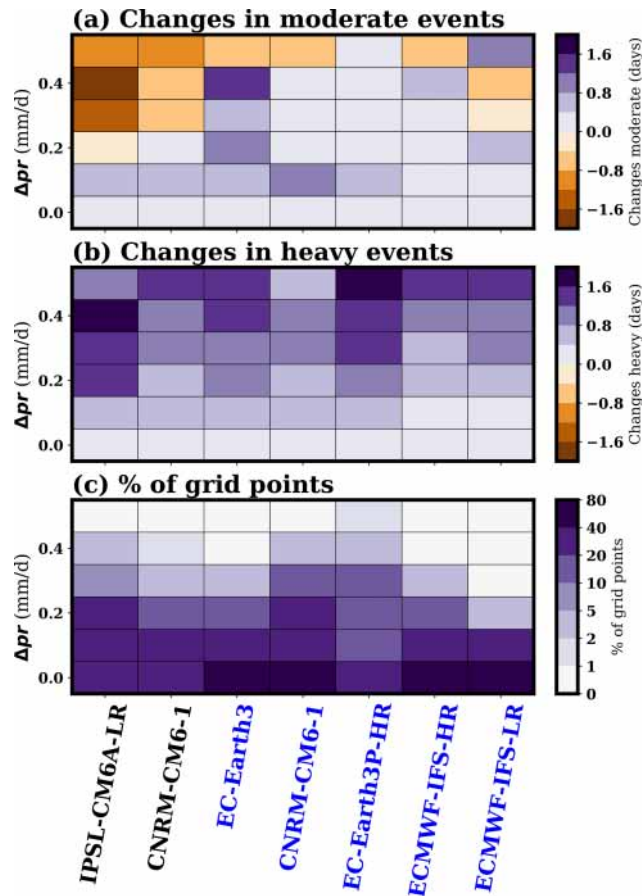 (a) Changes in moderate events
0.4
0.2
0.0
Δpr (mm/d)
1.6
0.8
0.0
−0.8
−1.6
Changes moderate (days)
(b) Changes in heavy events
0.4
0.2
0.0
Δpr (mm/d)
1.6
0.8
0.0
−0.8
−1.6
Changes heavy (days)
(c) % of grid points
0.4
0.2
0.0
Δpr (mm/d)
80
40
20
10
5
2
1
0
% of grid points
IPSL-CM6A-LR
CNRM-CM6-1
EC-Earth3
CNRM-CM6-1
EC-Earth3P-HR
ECMWF-IFS-HR
ECMWF-IFS-LR